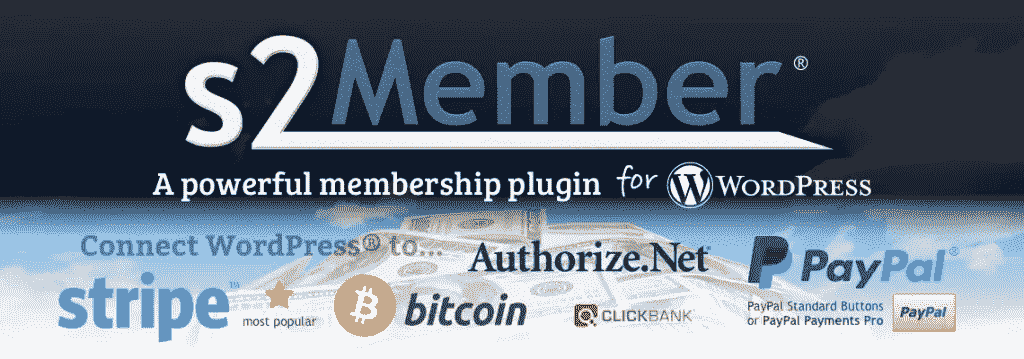 s2Member®
A powerful membership plugin for WORDPRESS
Connect WordPress® to...
Authorize.Net
PayPal®
stripe™
most popular
bitcoin
CLICKBANK
PayPal Standard Buttons
or PayPal Payments Pro
PayPal